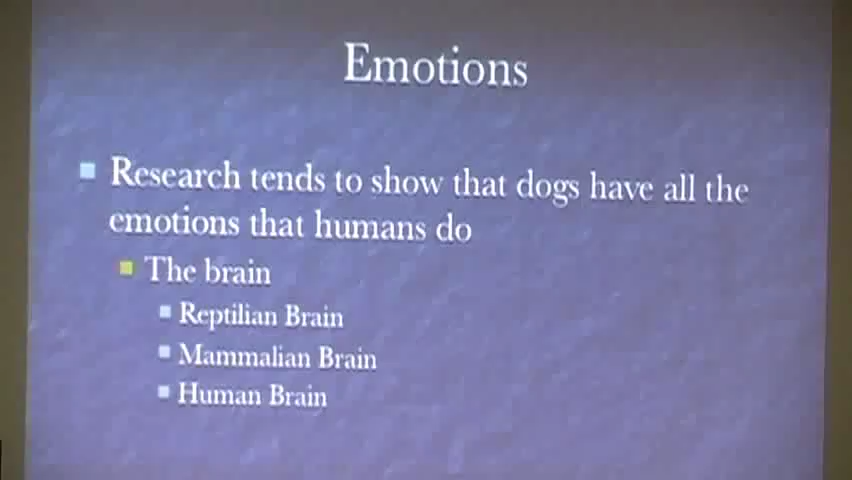 Emotions
Research tends to show that dogs have all the
emotions that humans do
The brain
Reptilian Brain
Mammalian Brain
Human Brain